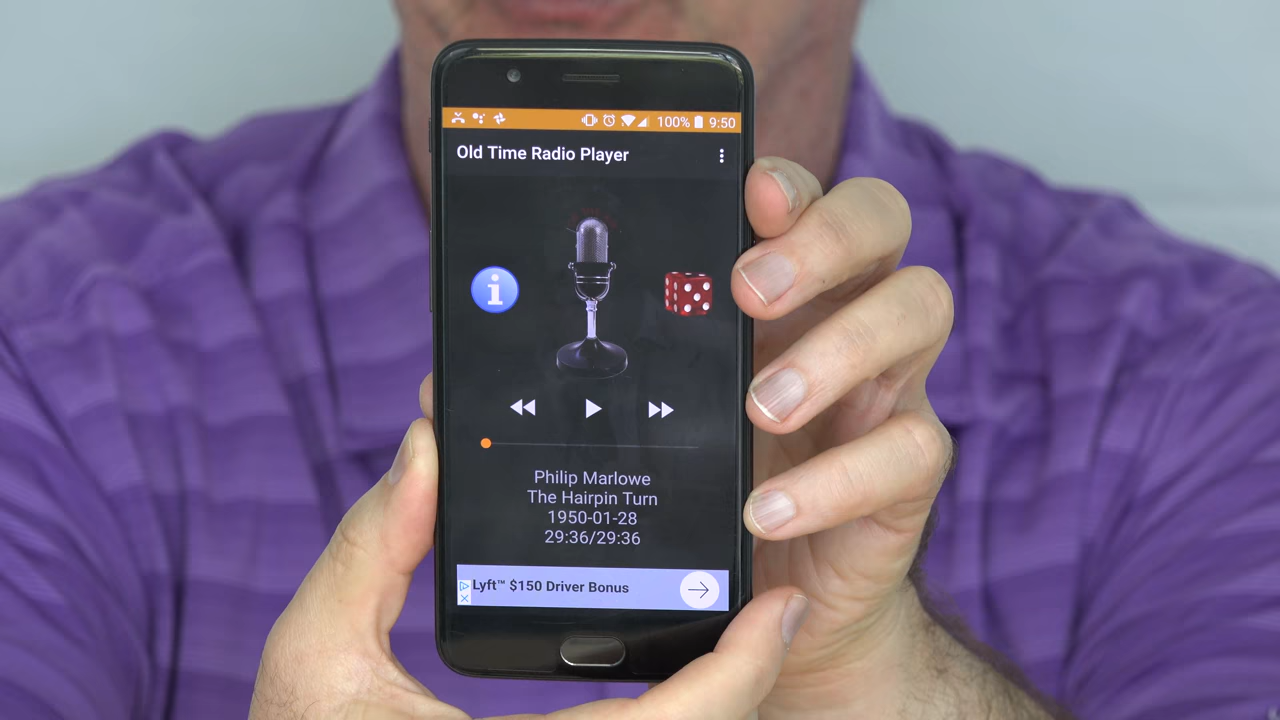 100% 9:50
Old Time Radio Player
i
Philip Marlowe
The Hairpin Turn
1950-01-28
29:36/29:36
Lyft™ $150 Driver Bonus